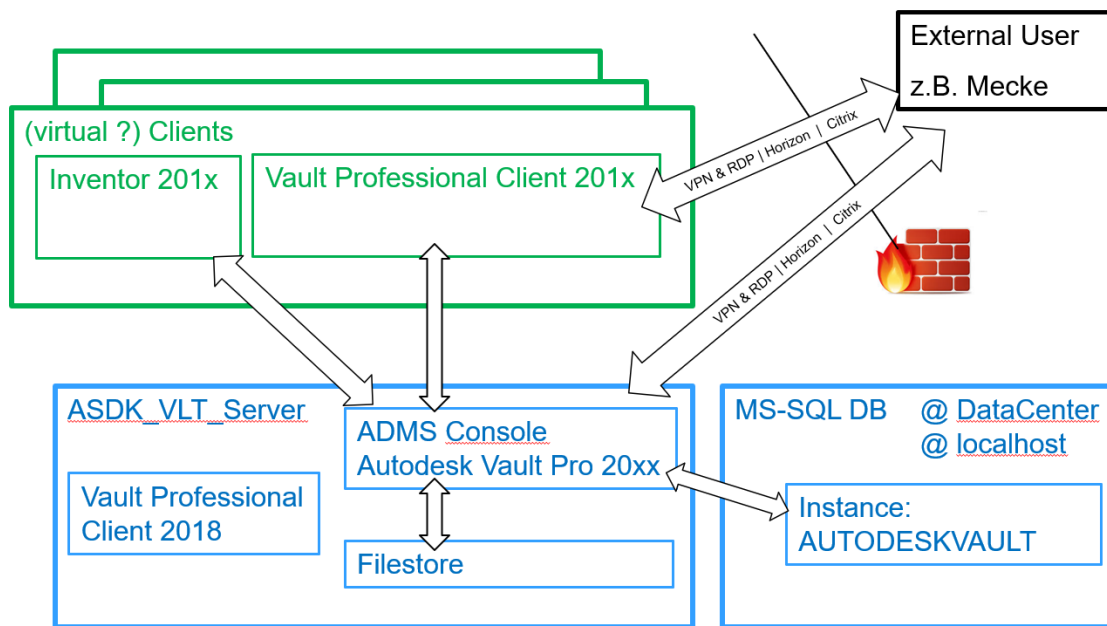 External User
z.B. Mecke
(virtual ?) Clients
Inventor 201x
Vault Professional Client 201x
VPN & RDP | Horizon | Citrix
VPN & RDP | Horizon | Citrix
ASDK_VLT_Server
ADMS Console
Autodesk Vault Pro 20xx
Vault Professional
Client 2018
Filestore
MS-SQL DB @ DataCenter
@ localhost
Instance:
AUTODESKVAULT